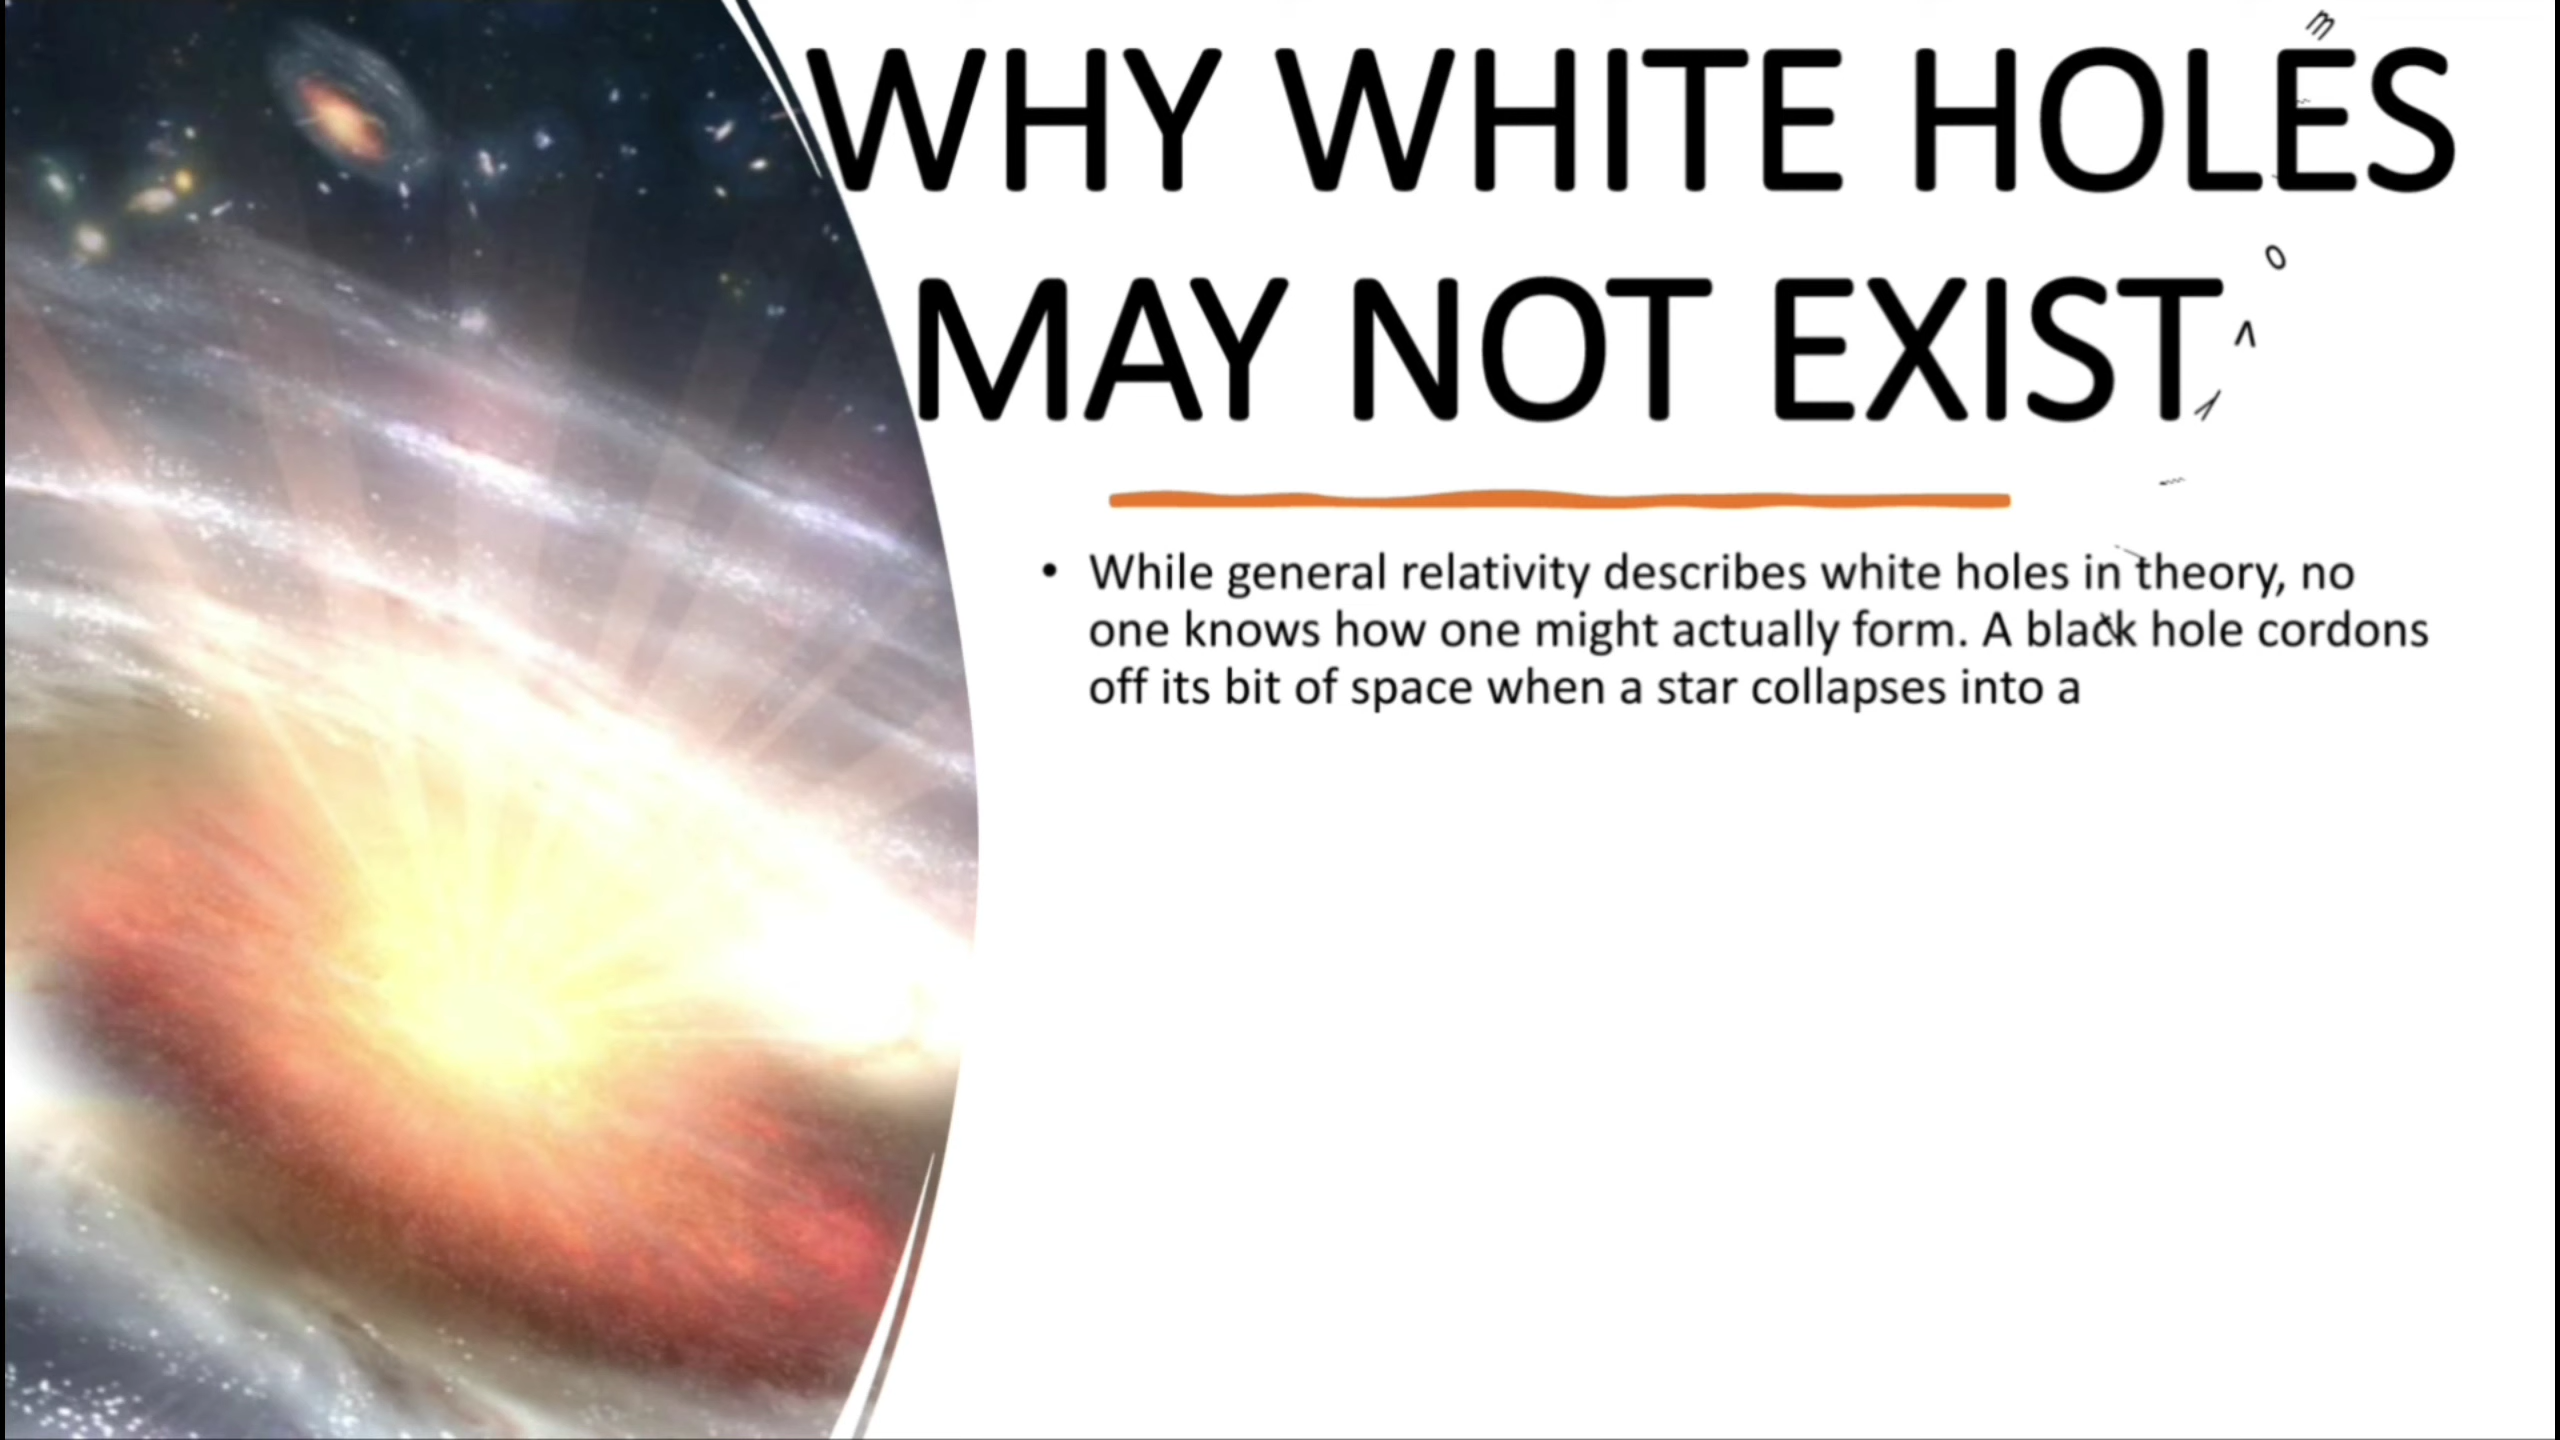 WHY WHITE HOLES
MAY NOT EXIST
• While general relativity describes white holes in theory, no
one knows how one might actually form. A black hole cordons
off its bit of space when a star collapses into a